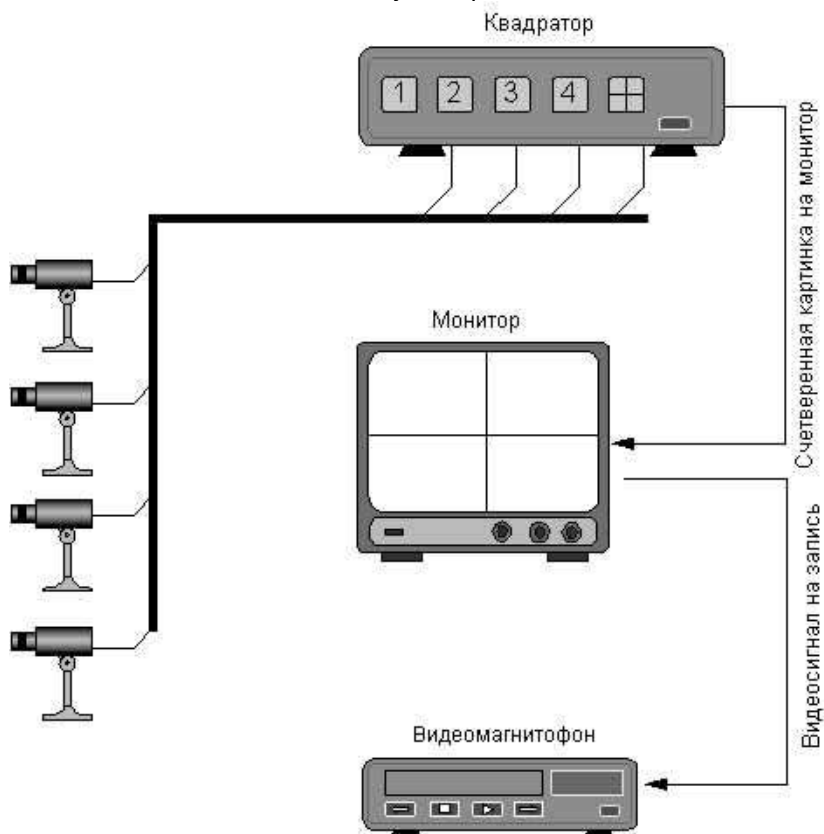 Квадратор
1 2 3 4
Счетверенная картинка на монитор
Монитор
Видеосигнал на запись
Видеомагнитофон